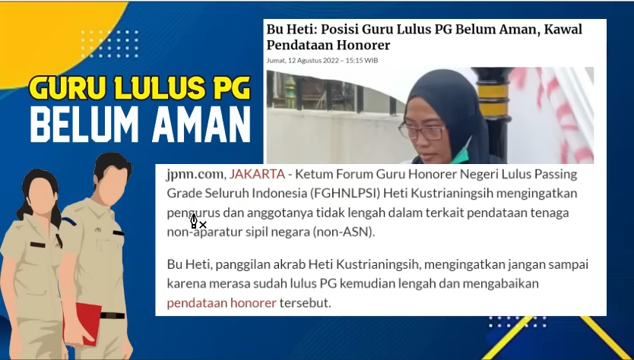 Bu Heti: Posisi Guru Lulus PG Belum Aman, Kawal
Pendataan Honorer
Jumat, 12 Agustus 2022 – 15:15 WIB
GURU LULUS PG
BELUM AMAN
jpnn.com, JAKARTA - Ketum Forum Guru Honorer Negeri Lulus Passing
Grade Seluruh Indonesia (FGHNLPSI) Heti Kustrianingsih mengingatkan
pengurus dan anggotanya tidak lengah dalam terkait pendataan tenaga
non-aparatur sipil negara (non-ASN).
Bu Heti, panggilan akrab Heti Kustrianingsih, mengingatkan jangan sampai
karena merasa sudah lulus PG kemudian lengah dan mengabaikan
pendataan honorer tersebut.